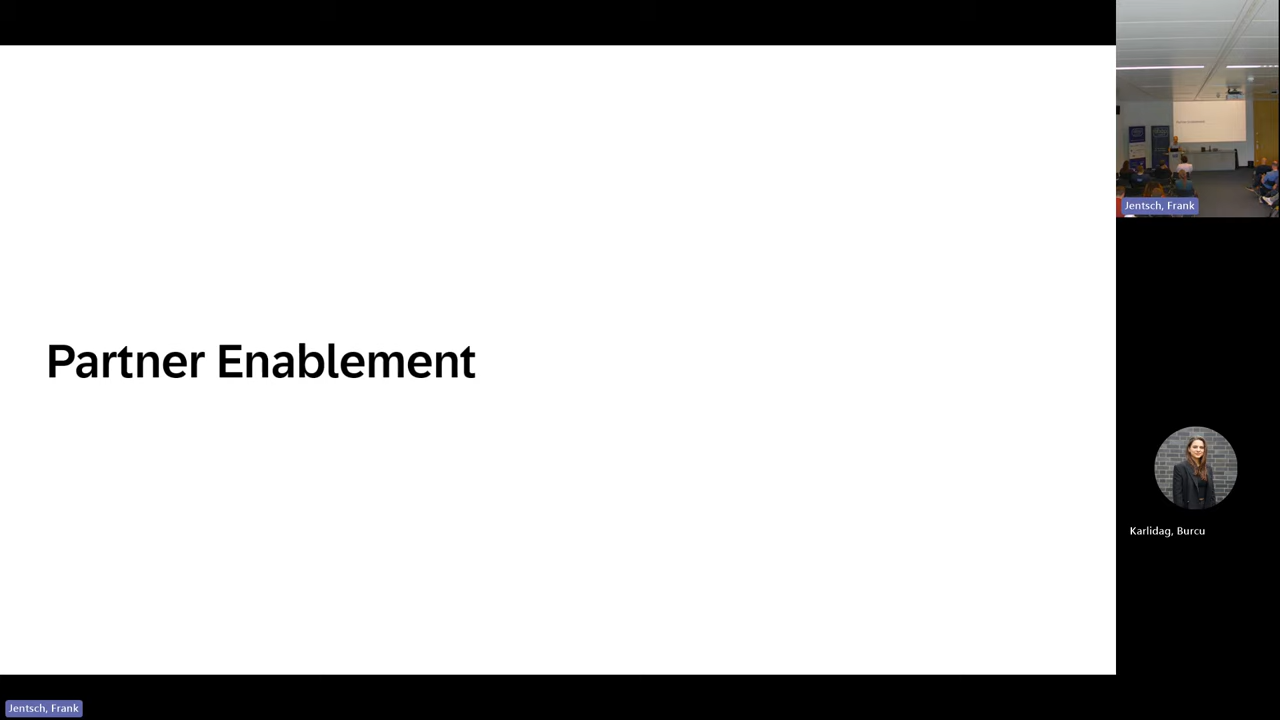 Partner Enablement
Jentsch, Frank
Karlidag, Burcu
Jentsch, Frank